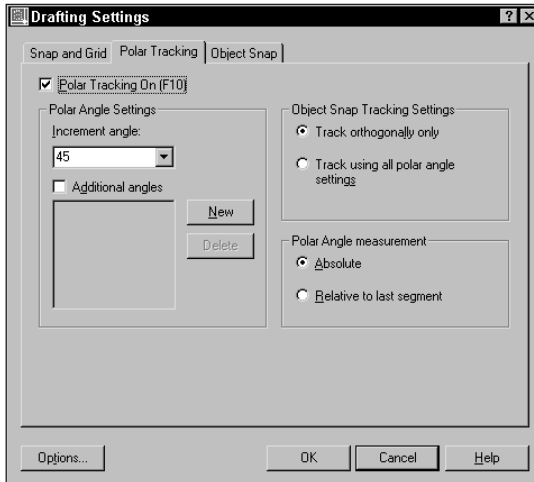 Drafting Settings
Snap and Grid
Polar Tracking
Object Snap
Polar Tracking On (F10)
Polar Angle Settings
Increment angle:
45
Additional angles
New
Delete
Object Snap Tracking Settings
Track orthogonally only
Track using all polar angle
settings
Polar Angle measurement
Absolute
Relative to last segment
Options...
OK
Cancel
Help